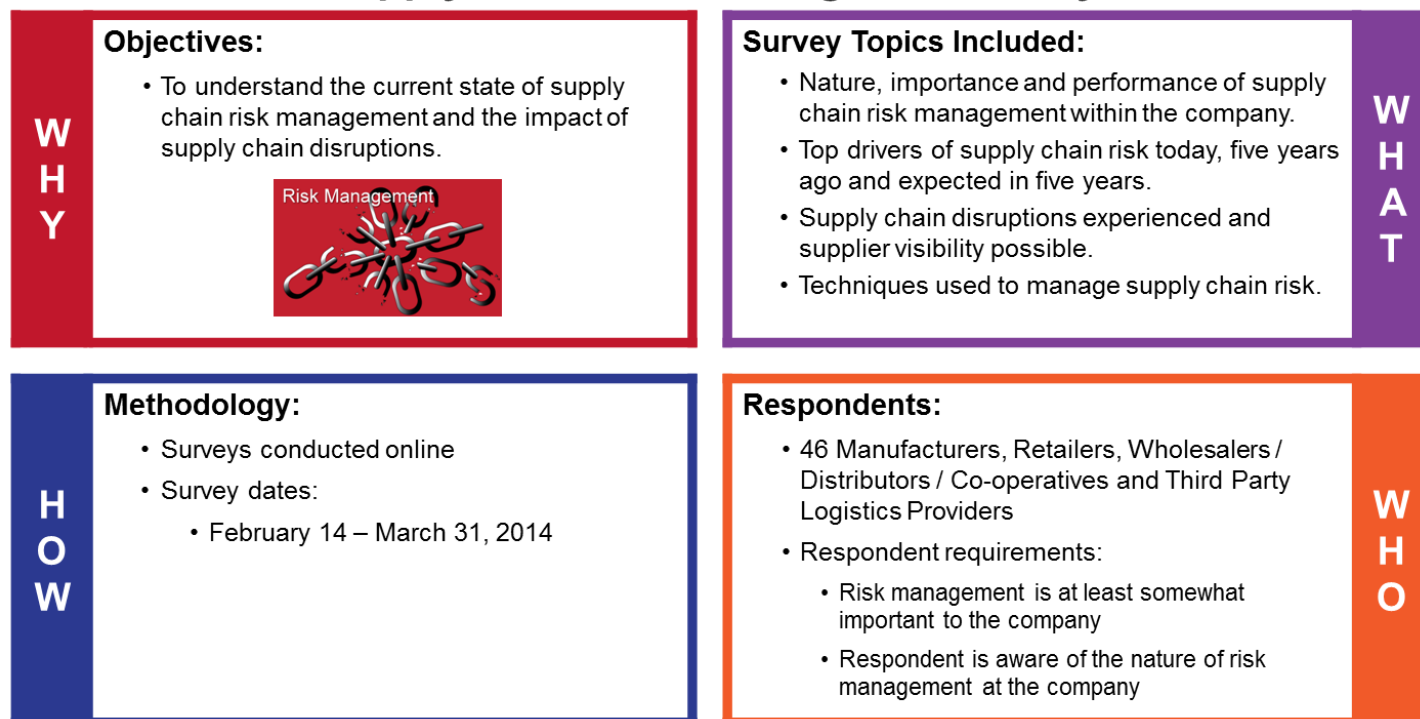 WHY
Objectives:
• To understand the current state of supply
chain risk management and the impact of
supply chain disruptions.
Risk Management
Survey Topics Included:
• Nature, importance and performance of supply
chain risk management within the company.
• Top drivers of supply chain risk today, five years
ago and expected in five years.
• Supply chain disruptions experienced and
supplier visibility possible.
• Techniques used to manage supply chain risk.
WHAT
HOW
Methodology:
• Surveys conducted online
• Survey dates:
• February 14 – March 31, 2014
Respondents:
• 46 Manufacturers, Retailers, Wholesalers /
Distributors / Co-operatives and Third Party
Logistics Providers
• Respondent requirements:
• Risk management is at least somewhat
important to the company
• Respondent is aware of the nature of risk
management at the company
WHO